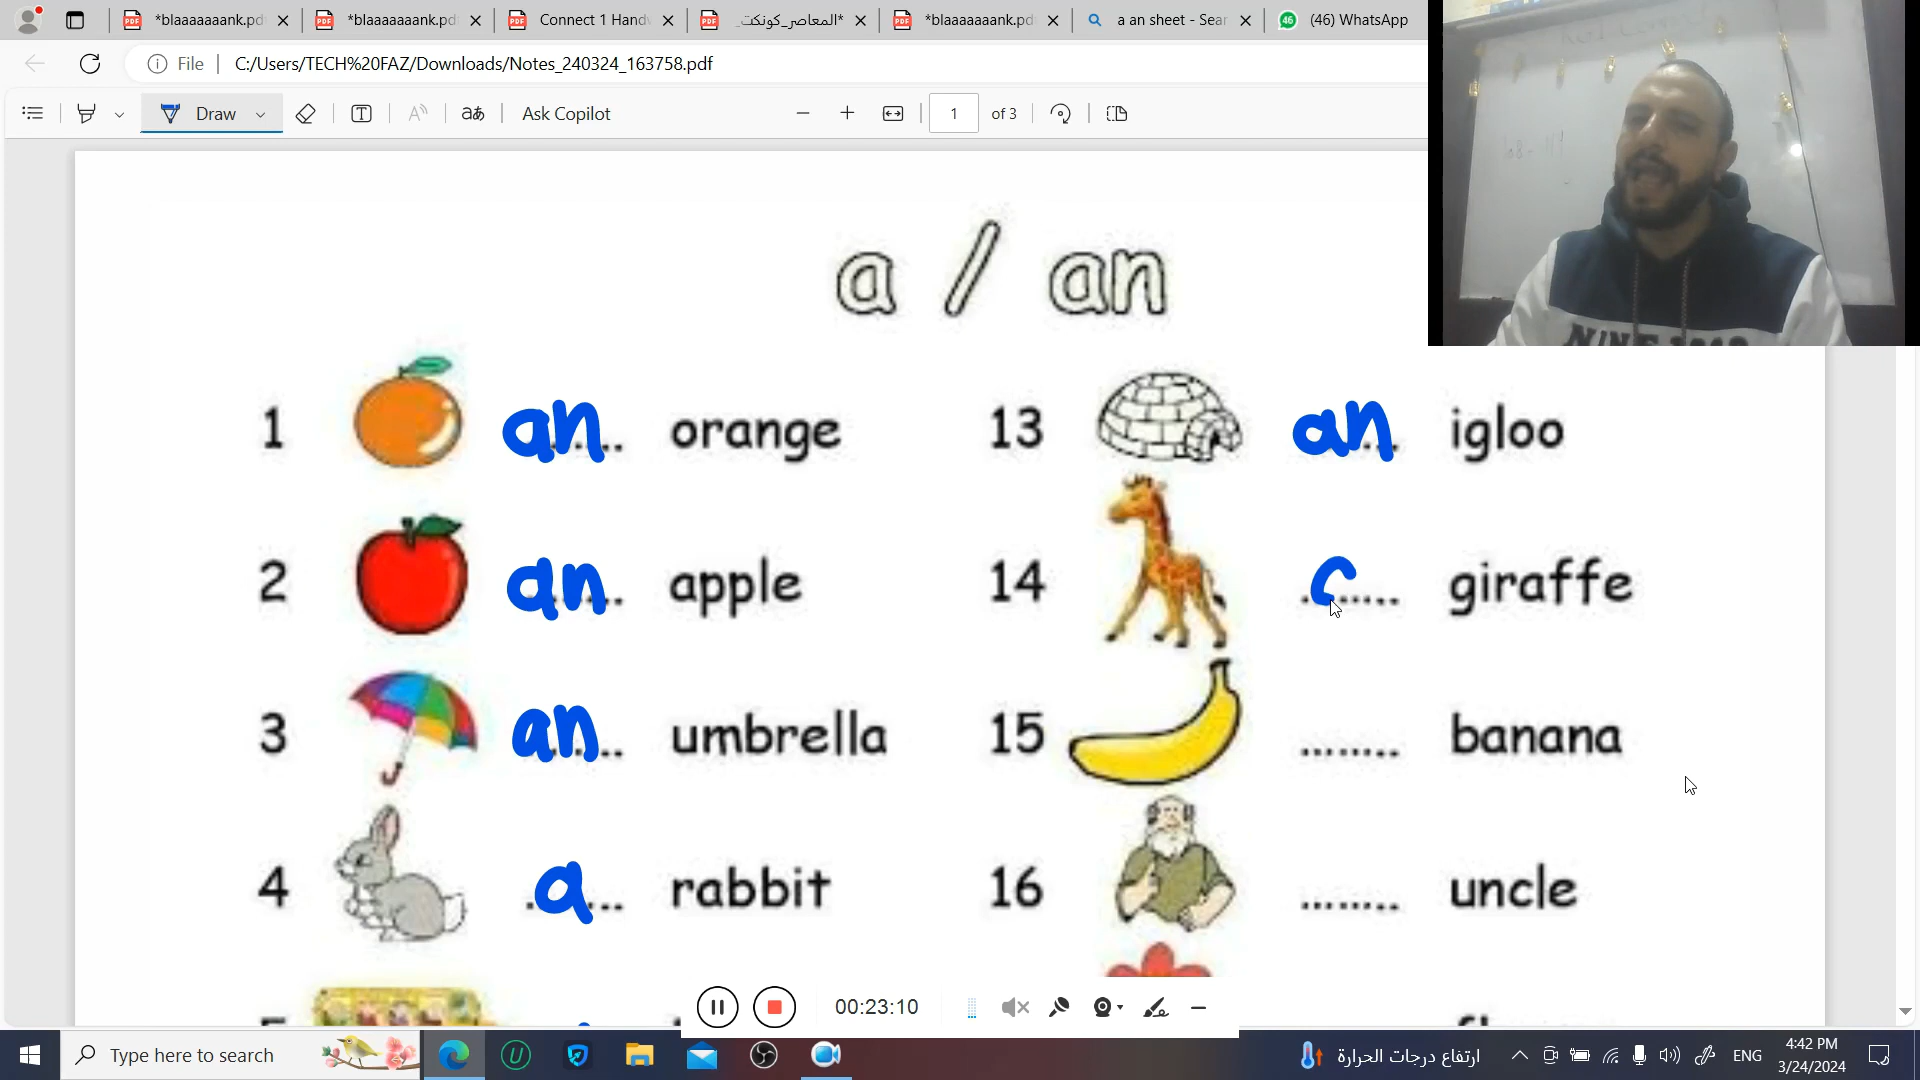 *blaaaaaaank.pd
*blaaaaaaank.pd
Connect 1 Handw
المعاصر_كونكت_*
*blaaaaaaank.pd
a an sheet - Sear
46 (46) WhatsApp
File C:/Users/TECH%20FAZ/Downloads/Notes_240324_163758.pdf
Draw
Ask Copilot
1 of 3
a / an
1 an orange
2 an apple
3 an umbrella
4 a rabbit
13 an igloo
14 ........ giraffe
15 ........ banana
16 ........ uncle
00:23:10
Type here to search
ارتفاع درجات الحرارة
ENG
4:42 PM
3/24/2024